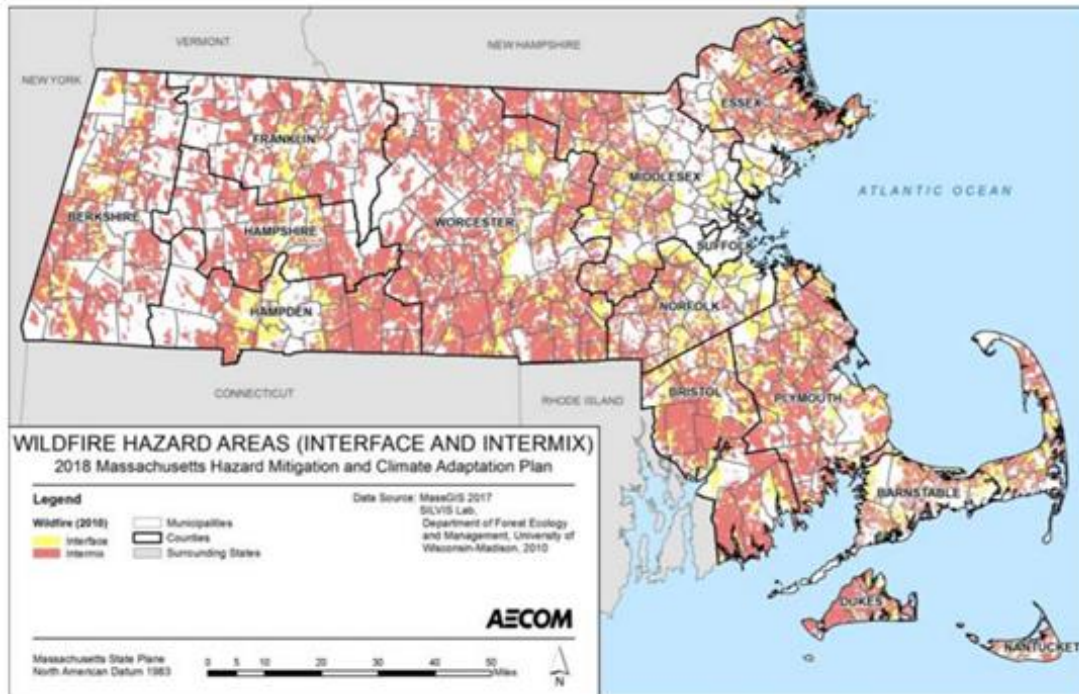 VERMONT
NEW HAMPSHIRE
NEW YORK
ESSEX
FRANKLIN
MIDDLESEX
ATLANTIC OCEAN
BERKSHIRE
HAMPSHIRE
WORCESTER
SUFFOLK
HAMPDEN
NORFOLK
CONNECTICUT
RHODE ISLAND
BRISTOL
PLYMOUTH
BARNSTABLE
DUKES
NANTUCKET
WILDFIRE HAZARD AREAS (INTERFACE AND INTERMIX)
2018 Massachusetts Hazard Mitigation and Climate Adaptation Plan
Legend
Wildfire (2010)
Interface
Intermix
Municipalities
Counties
Surrounding States
Data Source: MassGIS 2017
SILVIS Lab,
Department of Forest Ecology
and Management, University of
Wisconsin-Madison, 2010
AECOM
Massachusetts State Plane
North American Datum 1983
0 5 10 20 30 40 50
Miles
N